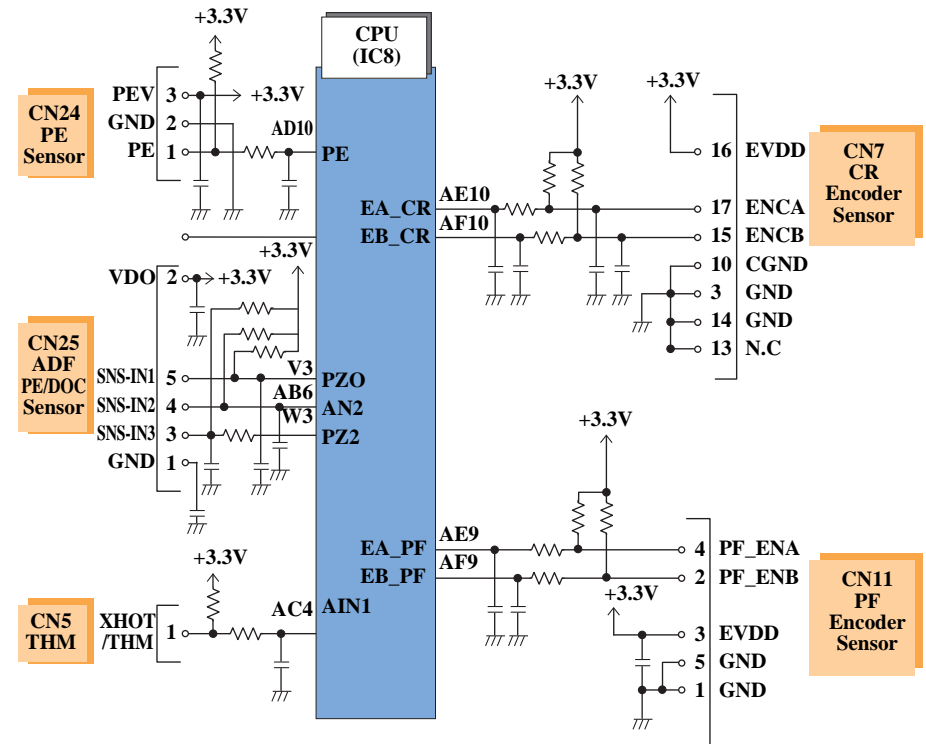 CPU
(IC8)
+3.3V
CN24
PE
Sensor
PEV 3
+3.3V
GND 2
PE 1
AD10
PE
CN25
ADF
PE/DOC
Sensor
VDO 2
+3.3V
+3.3V
SNS-IN1 5
SNS-IN2 4
SNS-IN3 3
GND 1
V3
PZO
AB6
AN2
W3
PZ2
CN5
THM
+3.3V
XHOT
/THM
1
AC4
AIN1
+3.3V
+3.3V
EA_CR
AE10
EB_CR
AF10
16 EVDD
17 ENCA
15 ENCB
10 CGND
3 GND
14 GND
13 N.C
CN7
CR
Encoder
Sensor
+3.3V
EA_PF
AE9
EB_PF
AF9
4 PF_ENA
2 PF_ENB
+3.3V
3 EVDD
5 GND
1 GND
CN11
PF
Encoder
Sensor